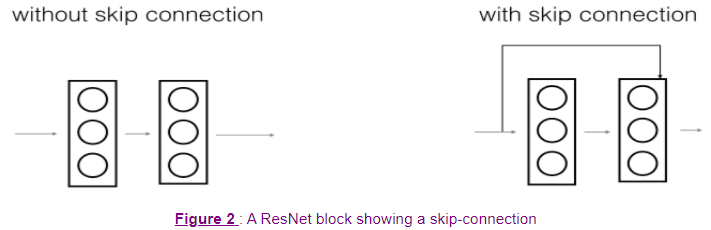 without skip connection
with skip connection
Figure 2 : A ResNet block showing a skip-connection